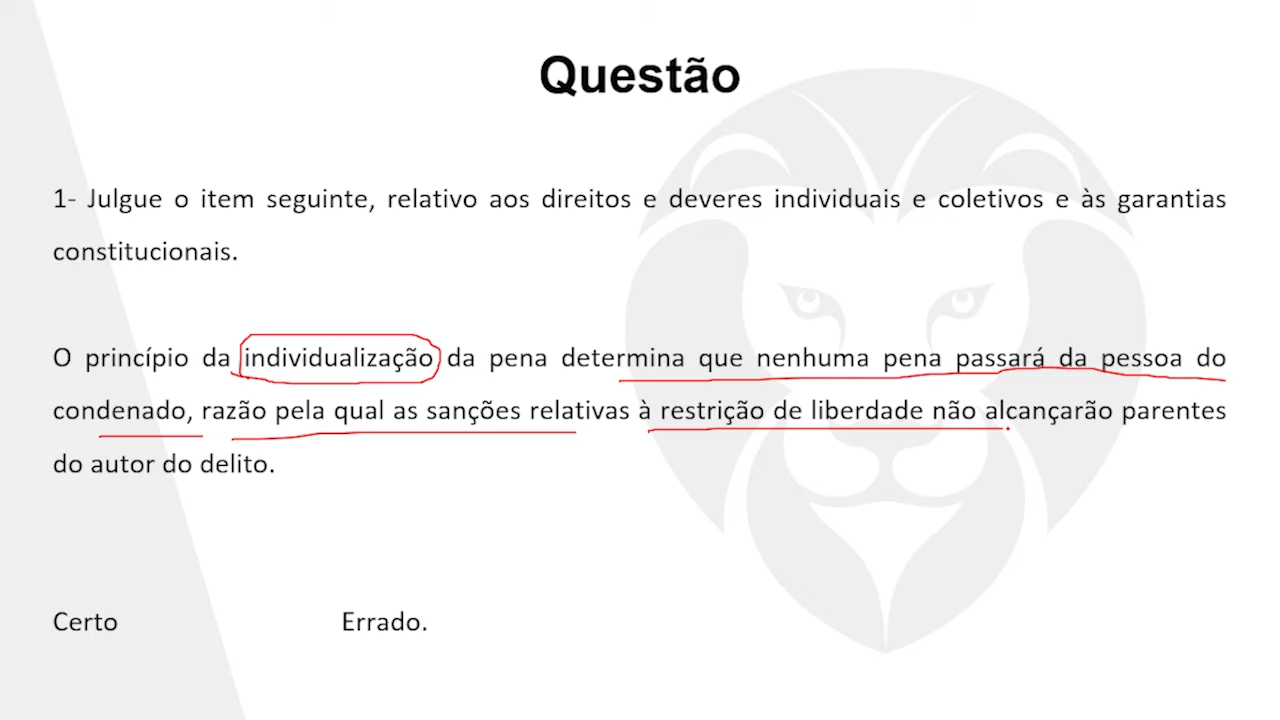 Questão
1- Julgue o item seguinte, relativo aos direitos e deveres individuais e coletivos e às garantias
constitucionais.
O princípio da individualização da pena determina que nenhuma pena passará da pessoa do
condenado, razão pela qual as sanções relativas à restrição de liberdade não alcançarão parentes
do autor do delito.
Certo Errado.